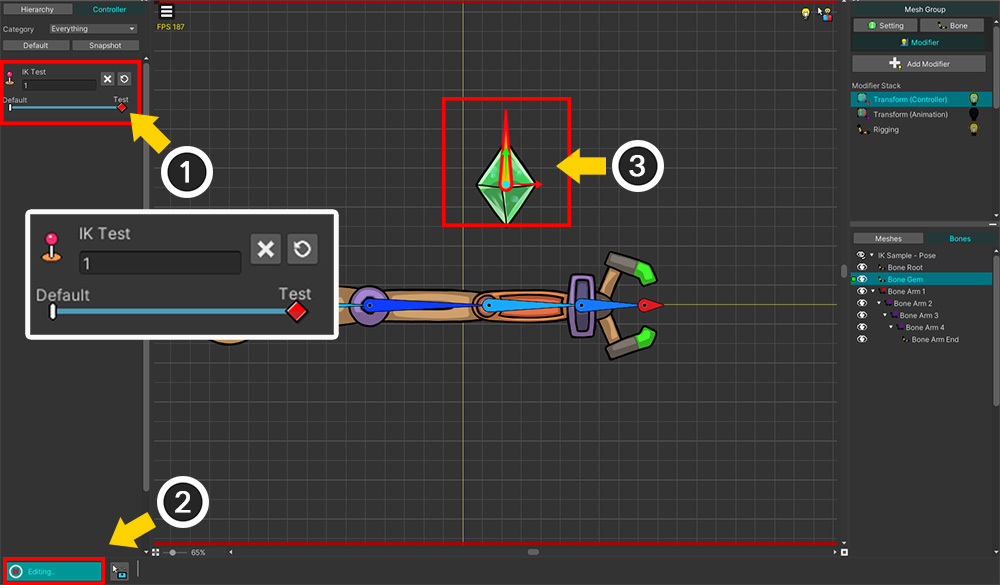 Hierarchy
Controller
Category
Everything
Default
Snapshot
IK Test
1
Default
Test
1
IK Test
1
Default
Test
2
Editing..
FPS 187
3
65%
Mesh Group
Setting
Bone
Modifier
Add Modifier
Modifier Stack
Transform (Controller)
Transform (Animation)
Rigging
Meshes
Bones
IK Sample - Pose
Bone Root
Bone Gem
Bone Arm 1
Bone Arm 2
Bone Arm 3
Bone Arm 4
Bone Arm End